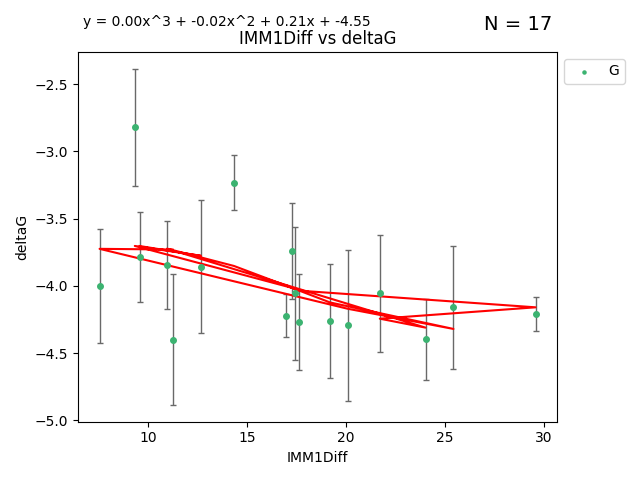 y = 0.00x^3 + -0.02x^2 + 0.21x + -4.55
N = 17
IMM1Diff vs deltaG
G
−2.5
−3.0
−3.5
−4.0
−4.5
−5.0
deltaG
10
15
20
25
30
IMM1Diff